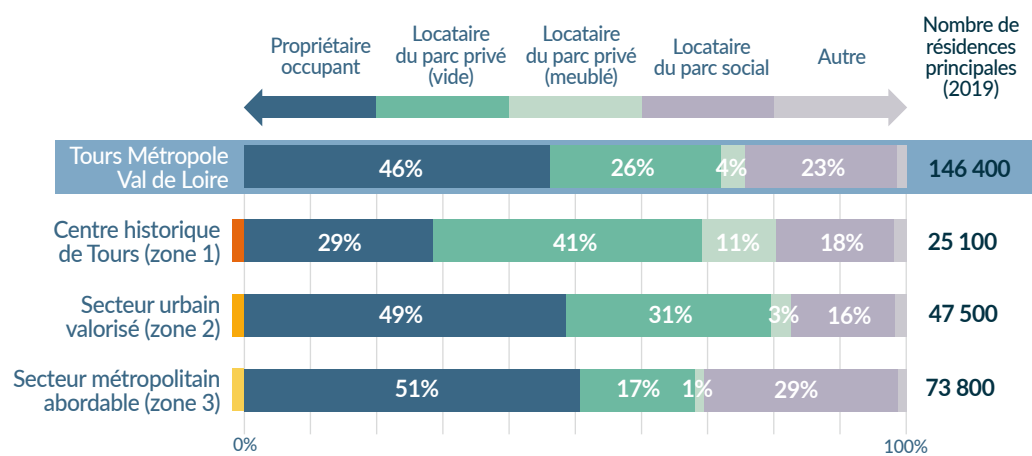 Propriétaire
occupant
Locataire
du parc privé
(vide)
Locataire
du parc privé
(meublé)
Locataire
du parc social
Autre
Nombre de
résidences
principales
(2019)
Tours Métropole
Val de Loire
46% 26% 4% 23% 146 400
Centre historique
de Tours (zone 1)
29% 41% 11% 18% 25 100
Secteur urbain
valorisé (zone 2)
49% 31% 3% 16% 47 500
Secteur métropolitain
abordable (zone 3)
51% 17% 1% 29% 73 800
0% 100%